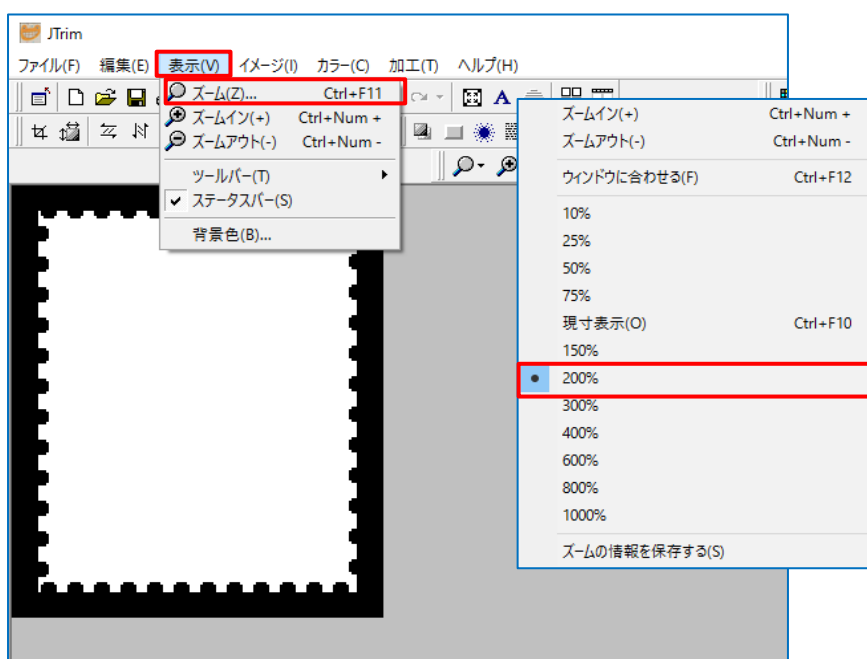 JTrim
ファイル(F) 編集(E) 表示(V) イメージ(I) カラー(C) 加工(T) ヘルプ(H)
ズーム(Z)... Ctrl+F11
ズームイン(+) Ctrl+Num +
ズームアウト(-) Ctrl+Num -
ツールバー(T)
ステータスバー(S)
背景色(B)...
ズームイン(+) Ctrl+Num +
ズームアウト(-) Ctrl+Num -
ウィンドウに合わせる(F) Ctrl+F12
10%
25%
50%
75%
現寸表示(O) Ctrl+F10
150%
200%
300%
400%
600%
800%
1000%
ズームの情報を保存する(S)